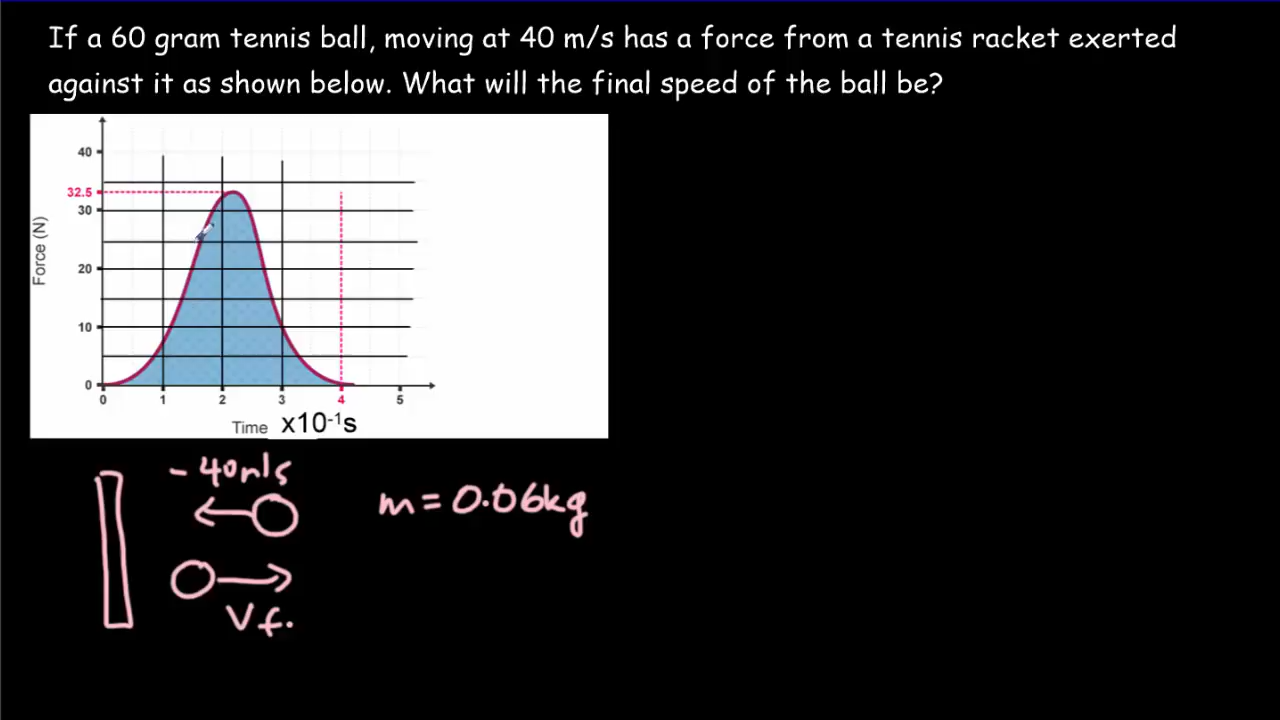 If a 60 gram tennis ball, moving at 40 m/s has a force from a tennis racket exerted
against it as shown below. What will the final speed of the ball be?
40
32.5
30
20
10
0
Force (N)
0 1 2 3 4 5
Time x10⁻¹s
- 40m/s
m = 0.06kg
Vf.